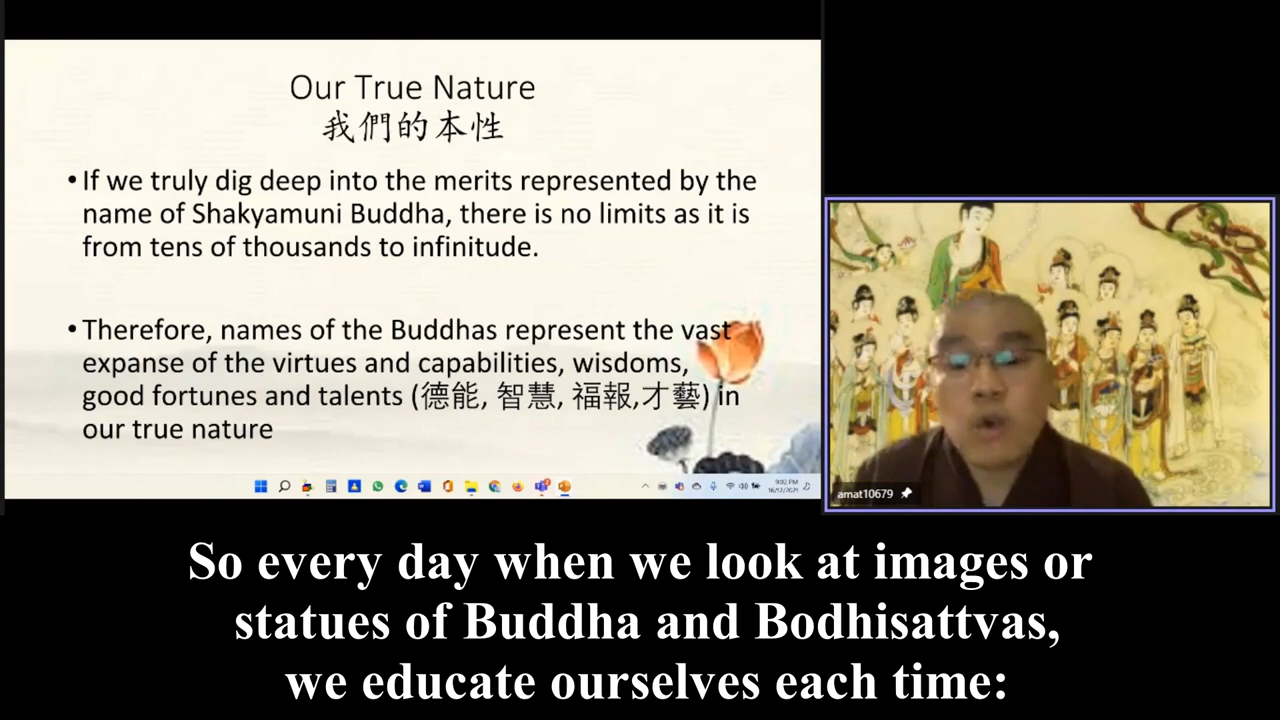 Our True Nature
我們的本性
•If we truly dig deep into the merits represented by the
name of Shakyamuni Buddha, there is no limits as it is
from tens of thousands to infinitude.
•Therefore, names of the Buddhas represent the vast
expanse of the virtues and capabilities, wisdoms,
good fortunes and talents (德能, 智慧, 福報,才藝) in
our true nature
9:02 PM
amat10679
So every day when we look at images or
statues of Buddha and Bodhisattvas,
we educate ourselves each time: